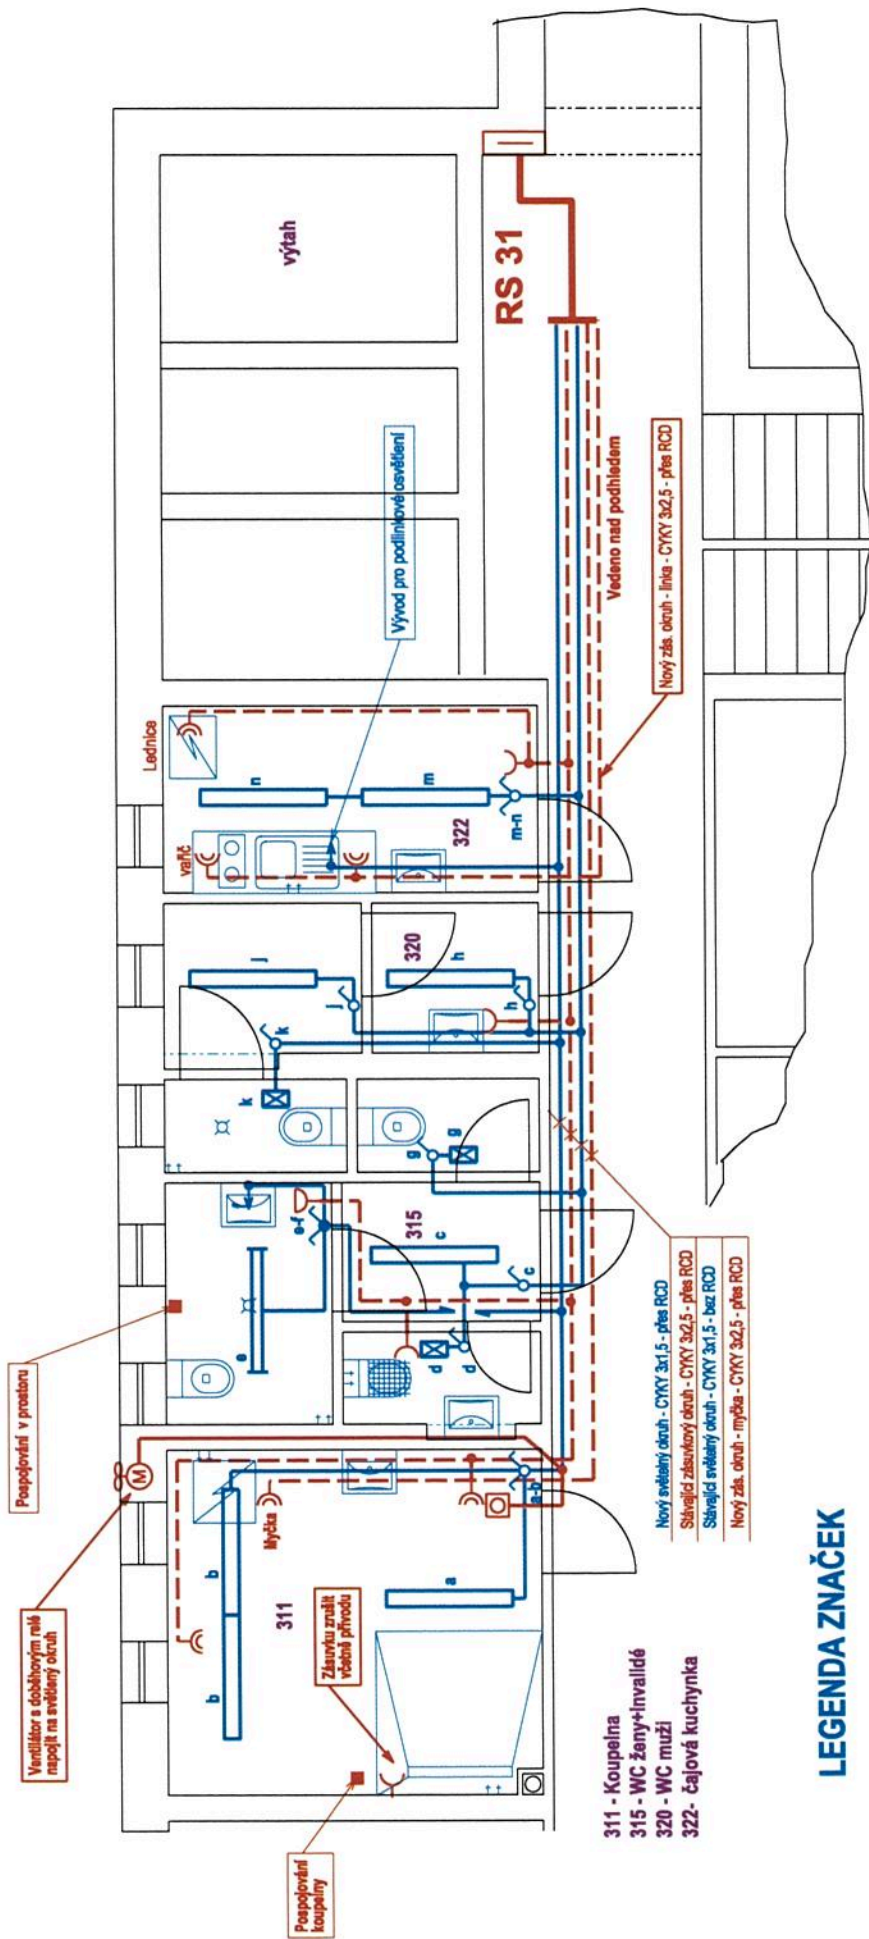 Ventilátor s doběhovým relé
napojit na světlený okruh
Pospojování v prostoru
Pospojování
koupelny
Zásuvku zrušit
včetně přívodu
M
Myčka
311
a
b
b
a-b
e
e-f
315
c
c
d
d
g
g
k
k
j
j
320
h
h
vařič
Lednice
n
m
m-n
322
Vývod pro podlinkové osvětlení
výtah
RS 31
Vedeno nad podhledem
Nový zás. okruh - linka - CYKY 3x2,5 - přes RCD
Nový světelný okruh - CYKY 3x1,5 - přes RCD
Stávající zásuvkový okruh - CYKY 3x2,5 - přes RCD
Stávající světelný okruh - CYKY 3x1,5 - bez RCD
Nový zás. okruh - myčka - CYKY 3x2,5 - přes RCD
311 - Koupelna
315 - WC ženy+invalidé
320 - WC muži
322- čajová kuchynka
LEGENDA ZNAČEK